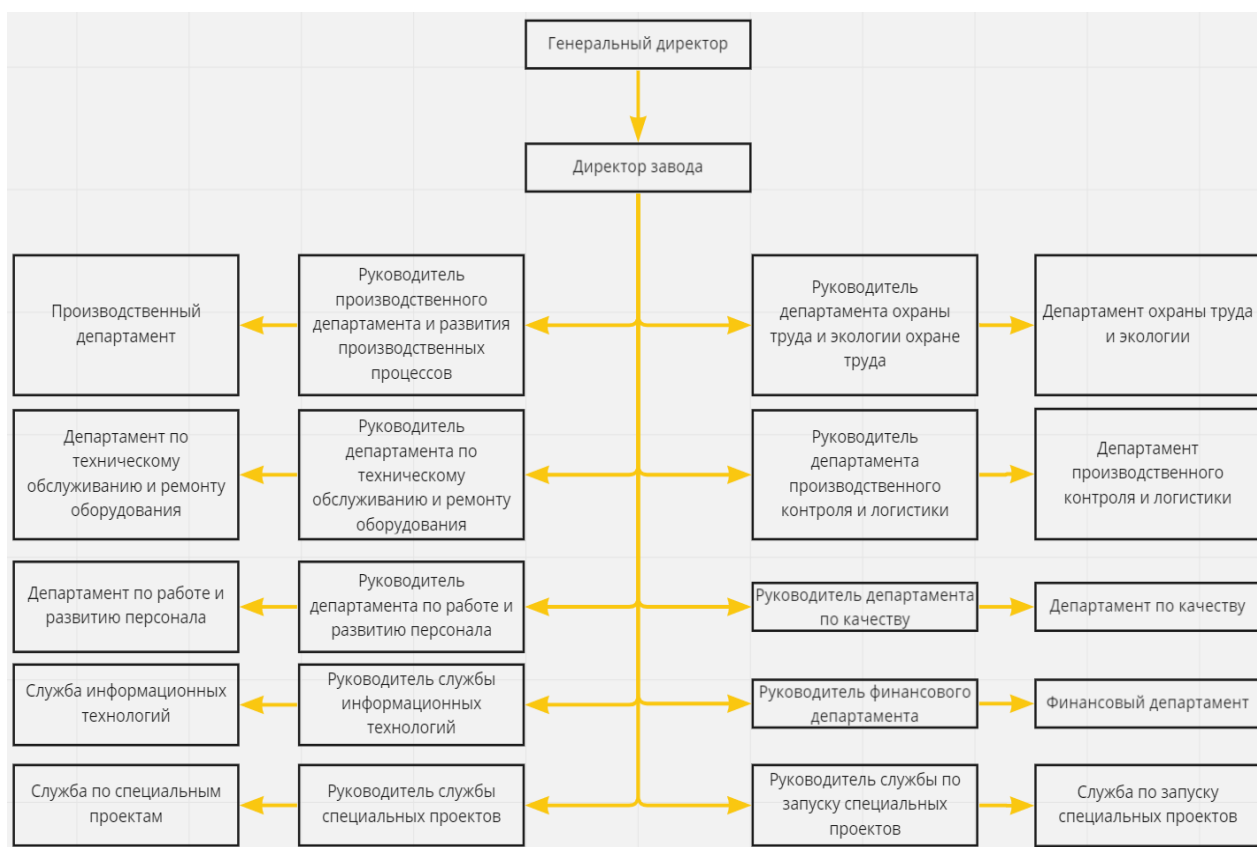 Генеральный директор
Директор завода
Производственный
департамент
Руководитель
производственного
департамента и развития
производственных
процессов
Руководитель
департамента охраны
труда и экологии охране
труда
Департамент охраны труда
и экологии
Департамент по
техническому
обслуживанию и ремонту
оборудования
Руководитель
департамента по
техническому
обслуживанию и ремонту
оборудования
Руководитель
департамента
производственного
контроля и логистики
Департамент
производственного
контроля и логистики
Департамент по работе и
развитию персонала
Руководитель
департамента по работе и
развитию персонала
Руководитель департамента
по качеству
Департамент по качеству
Служба информационных
технологий
Руководитель службы
информационных
технологий
Руководитель финансового
департамента
Финансовый департамент
Служба по специальным
проектам
Руководитель службы
специальных проектов
Руководитель службы по
запуску специальных
проектов
Служба по запуску
специальных проектов